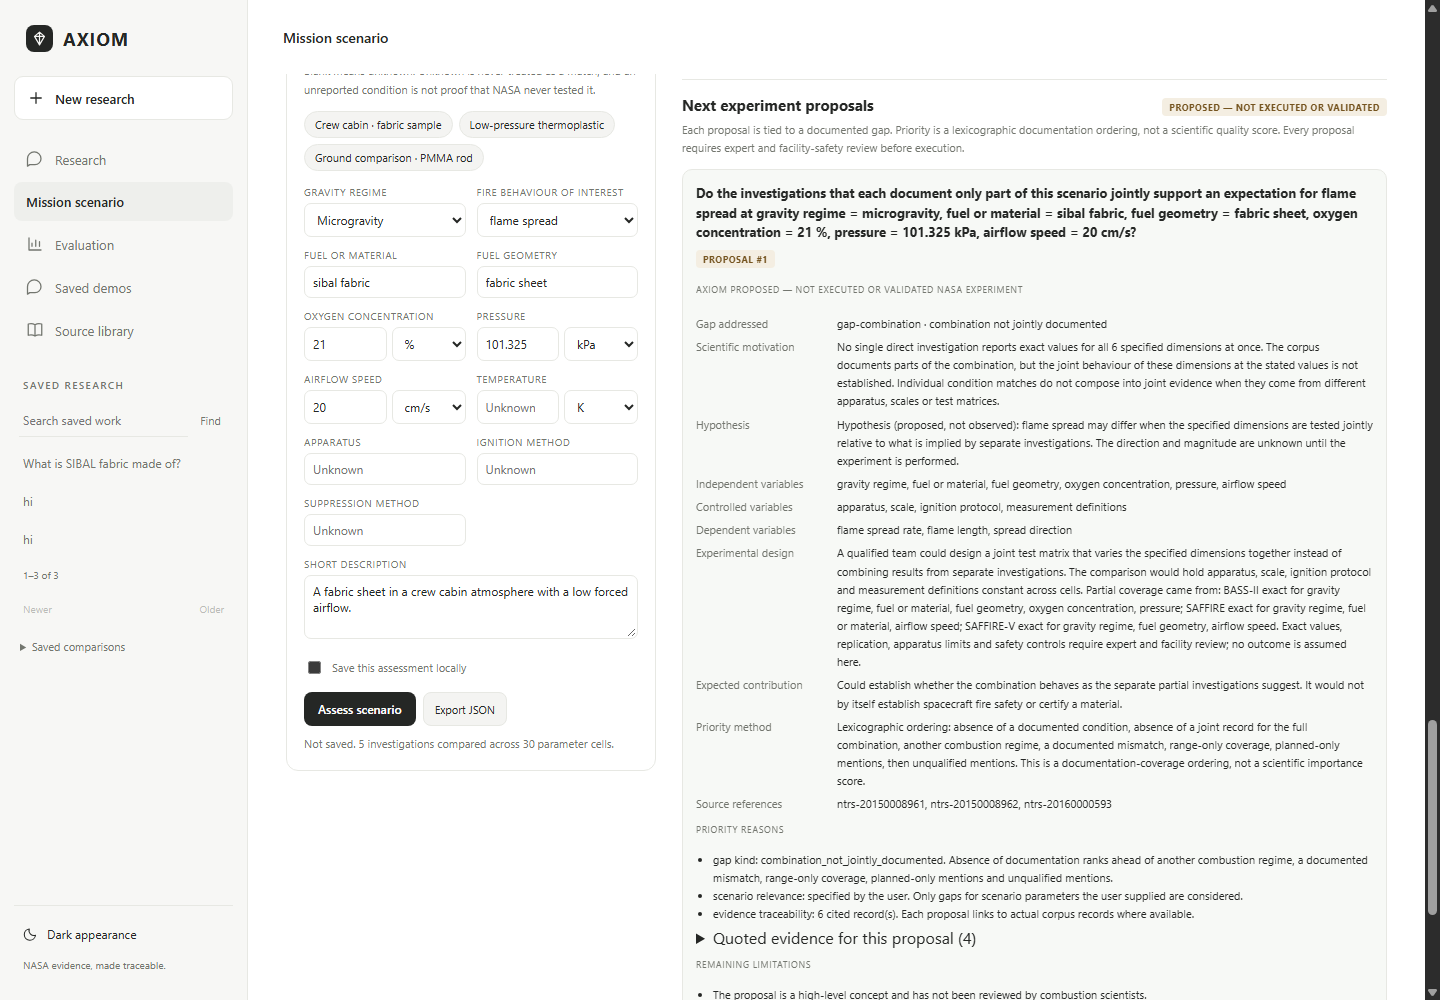 AXIOM
New research
Research
Mission scenario
Evaluation
Saved demos
Source library
SAVED RESEARCH
Search saved work
Find
What is SIBAL fabric made of?
hi
hi
1–3 of 3
Newer
Older
Saved comparisons
Dark appearance
NASA evidence, made traceable.
Mission scenario
unreported condition is not proof that NASA never tested it.
Crew cabin · fabric sample
Low-pressure thermoplastic
Ground comparison · PMMA rod
GRAVITY REGIME
FIRE BEHAVIOUR OF INTEREST
Microgravity
flame spread
FUEL OR MATERIAL
FUEL GEOMETRY
sibal fabric
fabric sheet
OXYGEN CONCENTRATION
PRESSURE
21
%
101.325
kPa
AIRFLOW SPEED
TEMPERATURE
20
cm/s
Unknown
K
APPARATUS
IGNITION METHOD
Unknown
Unknown
SUPPRESSION METHOD
Unknown
SHORT DESCRIPTION
A fabric sheet in a crew cabin atmosphere with a low forced
airflow.
Save this assessment locally
Assess scenario
Export JSON
Not saved. 5 investigations compared across 30 parameter cells.
Next experiment proposals
PROPOSED — NOT EXECUTED OR VALIDATED
Each proposal is tied to a documented gap. Priority is a lexicographic documentation ordering, not a scientific quality score. Every proposal
requires expert and facility-safety review before execution.
Do the investigations that each document only part of this scenario jointly support an expectation for flame
spread at gravity regime = microgravity, fuel or material = sibal fabric, fuel geometry = fabric sheet, oxygen
concentration = 21 %, pressure = 101.325 kPa, airflow speed = 20 cm/s?
PROPOSAL #1
AXIOM PROPOSED — NOT EXECUTED OR VALIDATED NASA EXPERIMENT
Gap addressed
gap-combination · combination not jointly documented
Scientific motivation
No single direct investigation reports exact values for all 6 specified dimensions at once. The corpus
documents parts of the combination, but the joint behaviour of these dimensions at the stated values is not
established. Individual condition matches do not compose into joint evidence when they come from different
apparatus, scales or test matrices.
Hypothesis
Hypothesis (proposed, not observed): flame spread may differ when the specified dimensions are tested jointly
relative to what is implied by separate investigations. The direction and magnitude are unknown until the
experiment is performed.
Independent variables
gravity regime, fuel or material, fuel geometry, oxygen concentration, pressure, airflow speed
Controlled variables
apparatus, scale, ignition protocol, measurement definitions
Dependent variables
flame spread rate, flame length, spread direction
Experimental design
A qualified team could design a joint test matrix that varies the specified dimensions together instead of
combining results from separate investigations. The comparison would hold apparatus, scale, ignition protocol
and measurement definitions constant across cells. Partial coverage came from: BASS-II exact for gravity
regime, fuel or material, fuel geometry, oxygen concentration, pressure; SAFFIRE exact for gravity regime, fuel
or material, airflow speed; SAFFIRE-V exact for gravity regime, fuel geometry, airflow speed. Exact values,
replication, apparatus limits and safety controls require expert and facility review; no outcome is assumed
here.
Expected contribution
Could establish whether the combination behaves as the separate partial investigations suggest. It would not
by itself establish spacecraft fire safety or certify a material.
Priority method
Lexicographic ordering: absence of a documented condition, absence of a joint record for the full
combination, another combustion regime, a documented mismatch, range-only coverage, planned-only
mentions, then unqualified mentions. This is a documentation-coverage ordering, not a scientific importance
score.
Source references
ntrs-20150008961, ntrs-20150008962, ntrs-20160000593
PRIORITY REASONS
• gap kind: combination_not_jointly_documented. Absence of documentation ranks ahead of another combustion regime, a documented
mismatch, range-only coverage, planned-only mentions and unqualified mentions.
• scenario relevance: specified by the user. Only gaps for scenario parameters the user supplied are considered.
• evidence traceability: 6 cited record(s). Each proposal links to actual corpus records where available.
Quoted evidence for this proposal (4)
REMAINING LIMITATIONS
• The proposal is a high-level concept and has not been reviewed by combustion scientists.